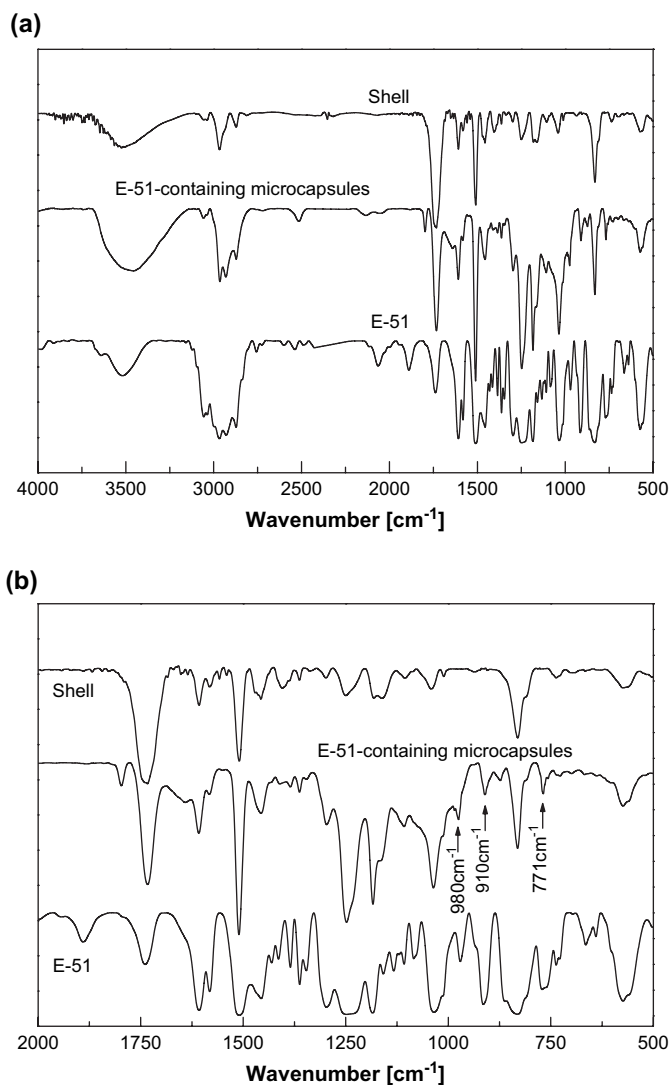 (a)
Shell
E-51-containing microcapsules
E-51
4000 3500 3000 2500 2000 1500 1000 500
Wavenumber [cm⁻¹]
(b)
Shell
E-51-containing microcapsules
980cm⁻¹
910cm⁻¹
771cm⁻¹
E-51
2000 1750 1500 1250 1000 750 500
Wavenumber [cm⁻¹]